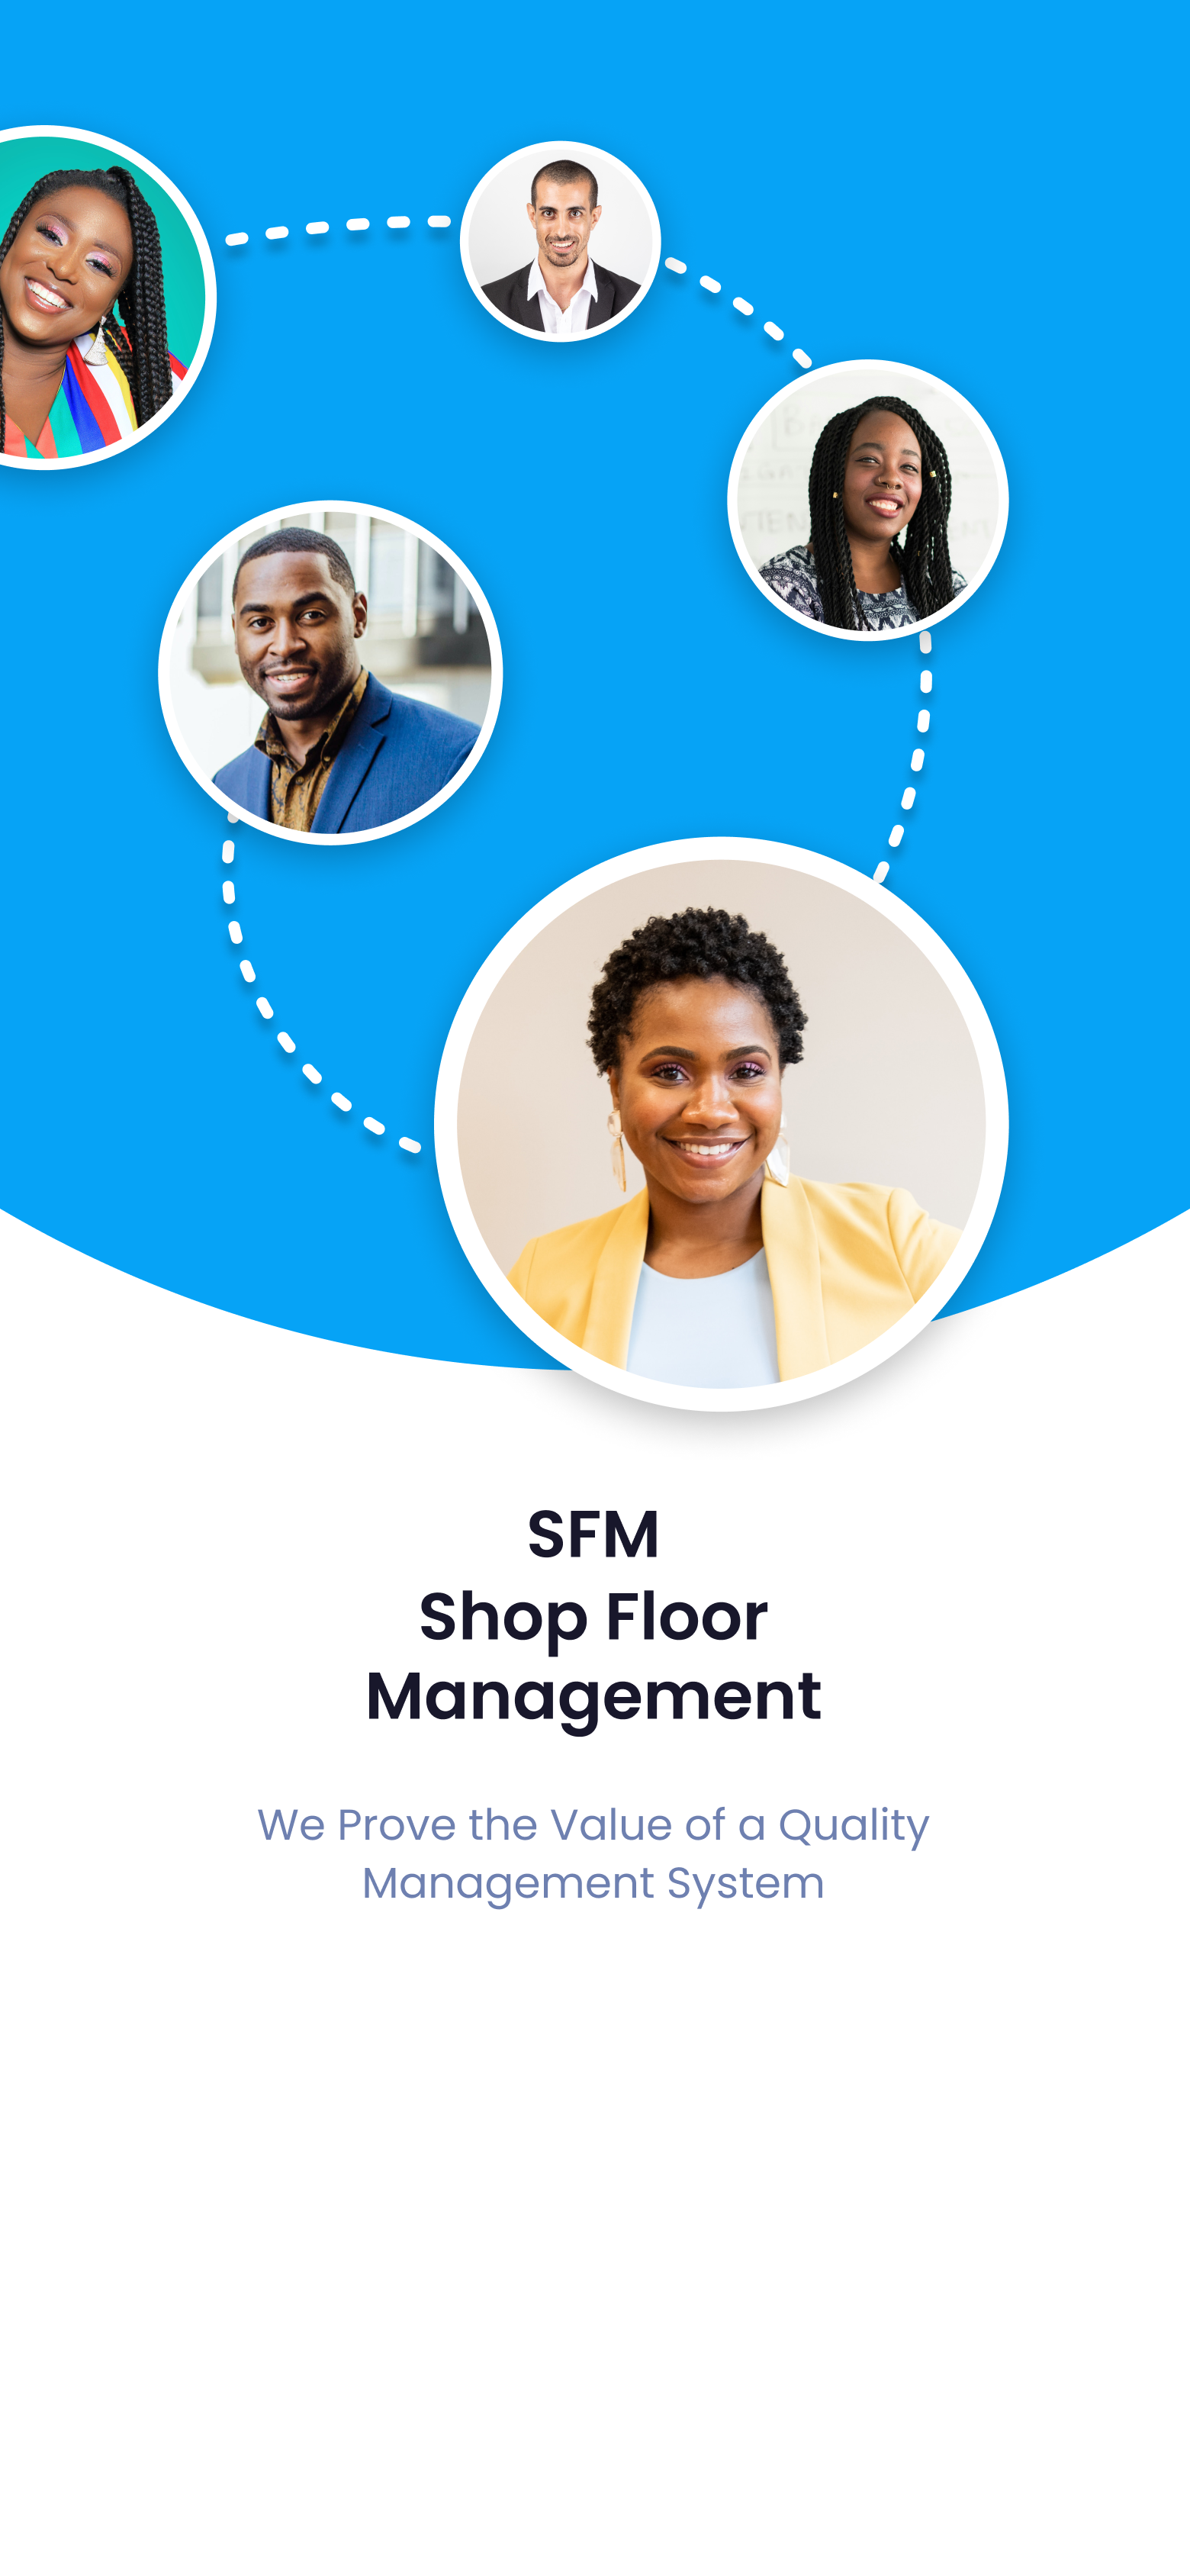 SFM
Shop Floor
Management
We Prove the Value of a Quality
Management System